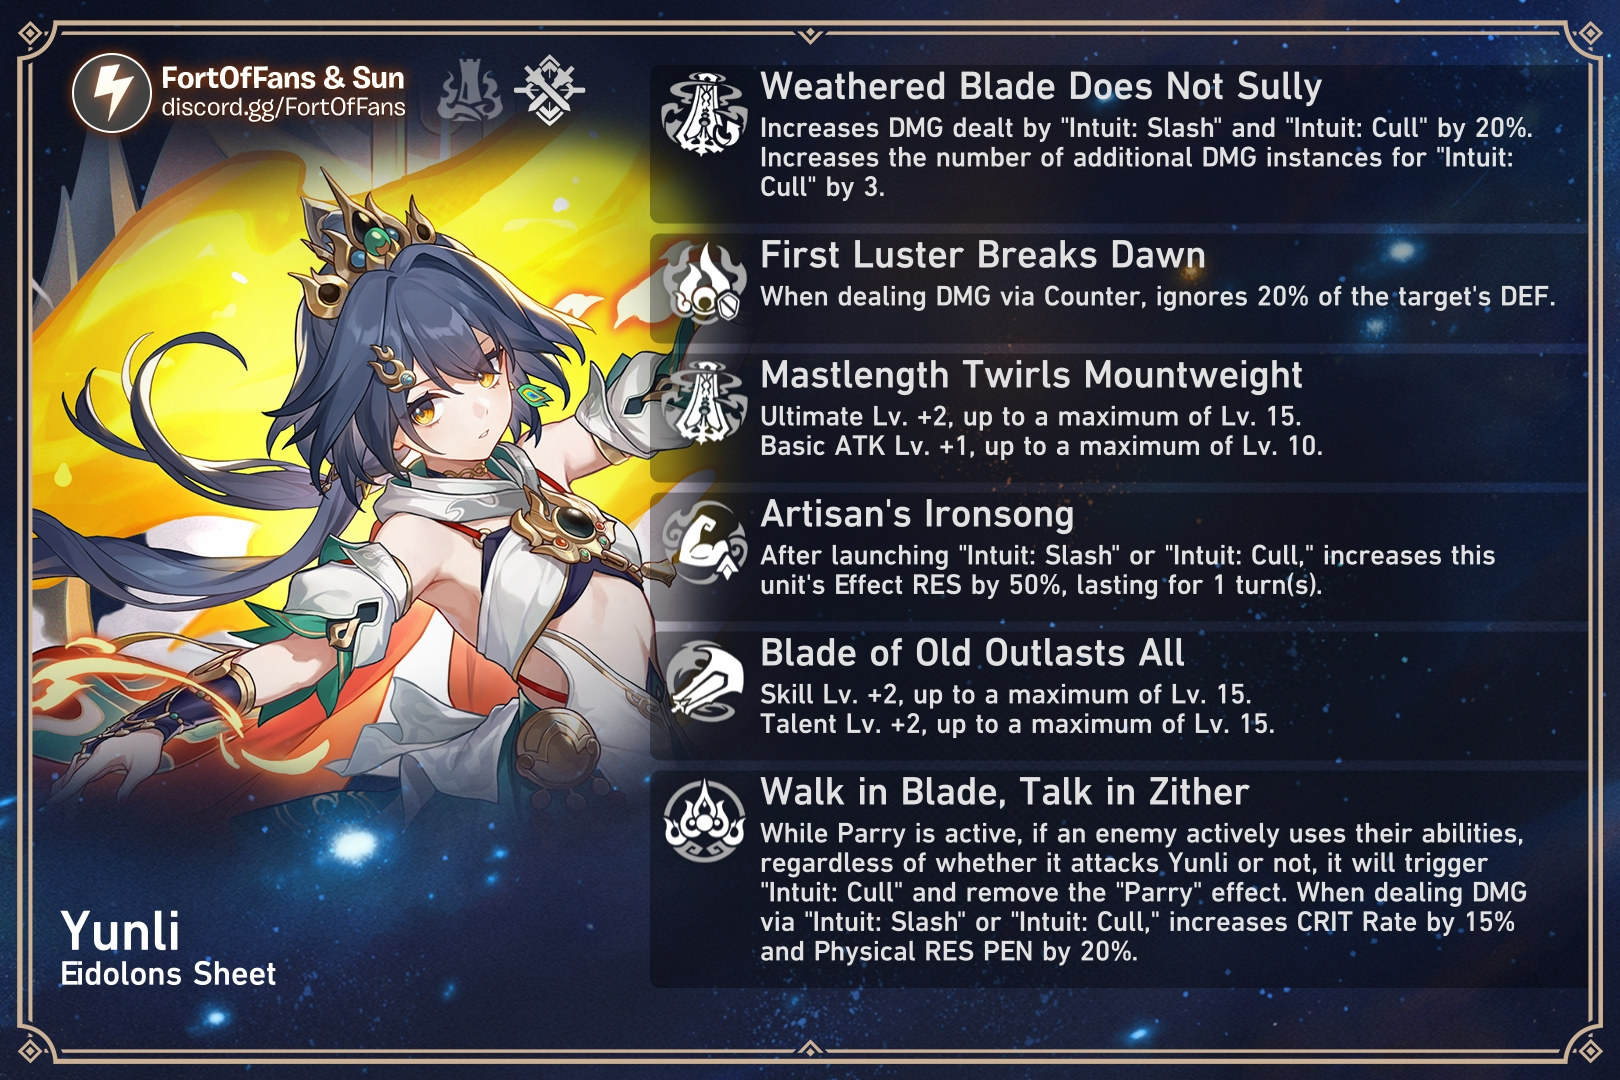 FortOfFans & Sun
discord.gg/FortOfFans
Weathered Blade Does Not Sully
Increases DMG dealt by "Intuit: Slash" and "Intuit: Cull" by 20%.
Increases the number of additional DMG instances for "Intuit:
Cull" by 3.
First Luster Breaks Dawn
When dealing DMG via Counter, ignores 20% of the target's DEF.
Mastlength Twirls Mountweight
Ultimate Lv. +2, up to a maximum of Lv. 15.
Basic ATK Lv. +1, up to a maximum of Lv. 10.
Artisan's Ironsong
After launching "Intuit: Slash" or "Intuit: Cull," increases this
unit's Effect RES by 50%, lasting for 1 turn(s).
Blade of Old Outlasts All
Skill Lv. +2, up to a maximum of Lv. 15.
Talent Lv. +2, up to a maximum of Lv. 15.
Walk in Blade, Talk in Zither
While Parry is active, if an enemy actively uses their abilities,
regardless of whether it attacks Yunli or not, it will trigger
"Intuit: Cull" and remove the "Parry" effect. When dealing DMG
via "Intuit: Slash" or "Intuit: Cull," increases CRIT Rate by 15%
and Physical RES PEN by 20%.
Yunli
Eidolons Sheet